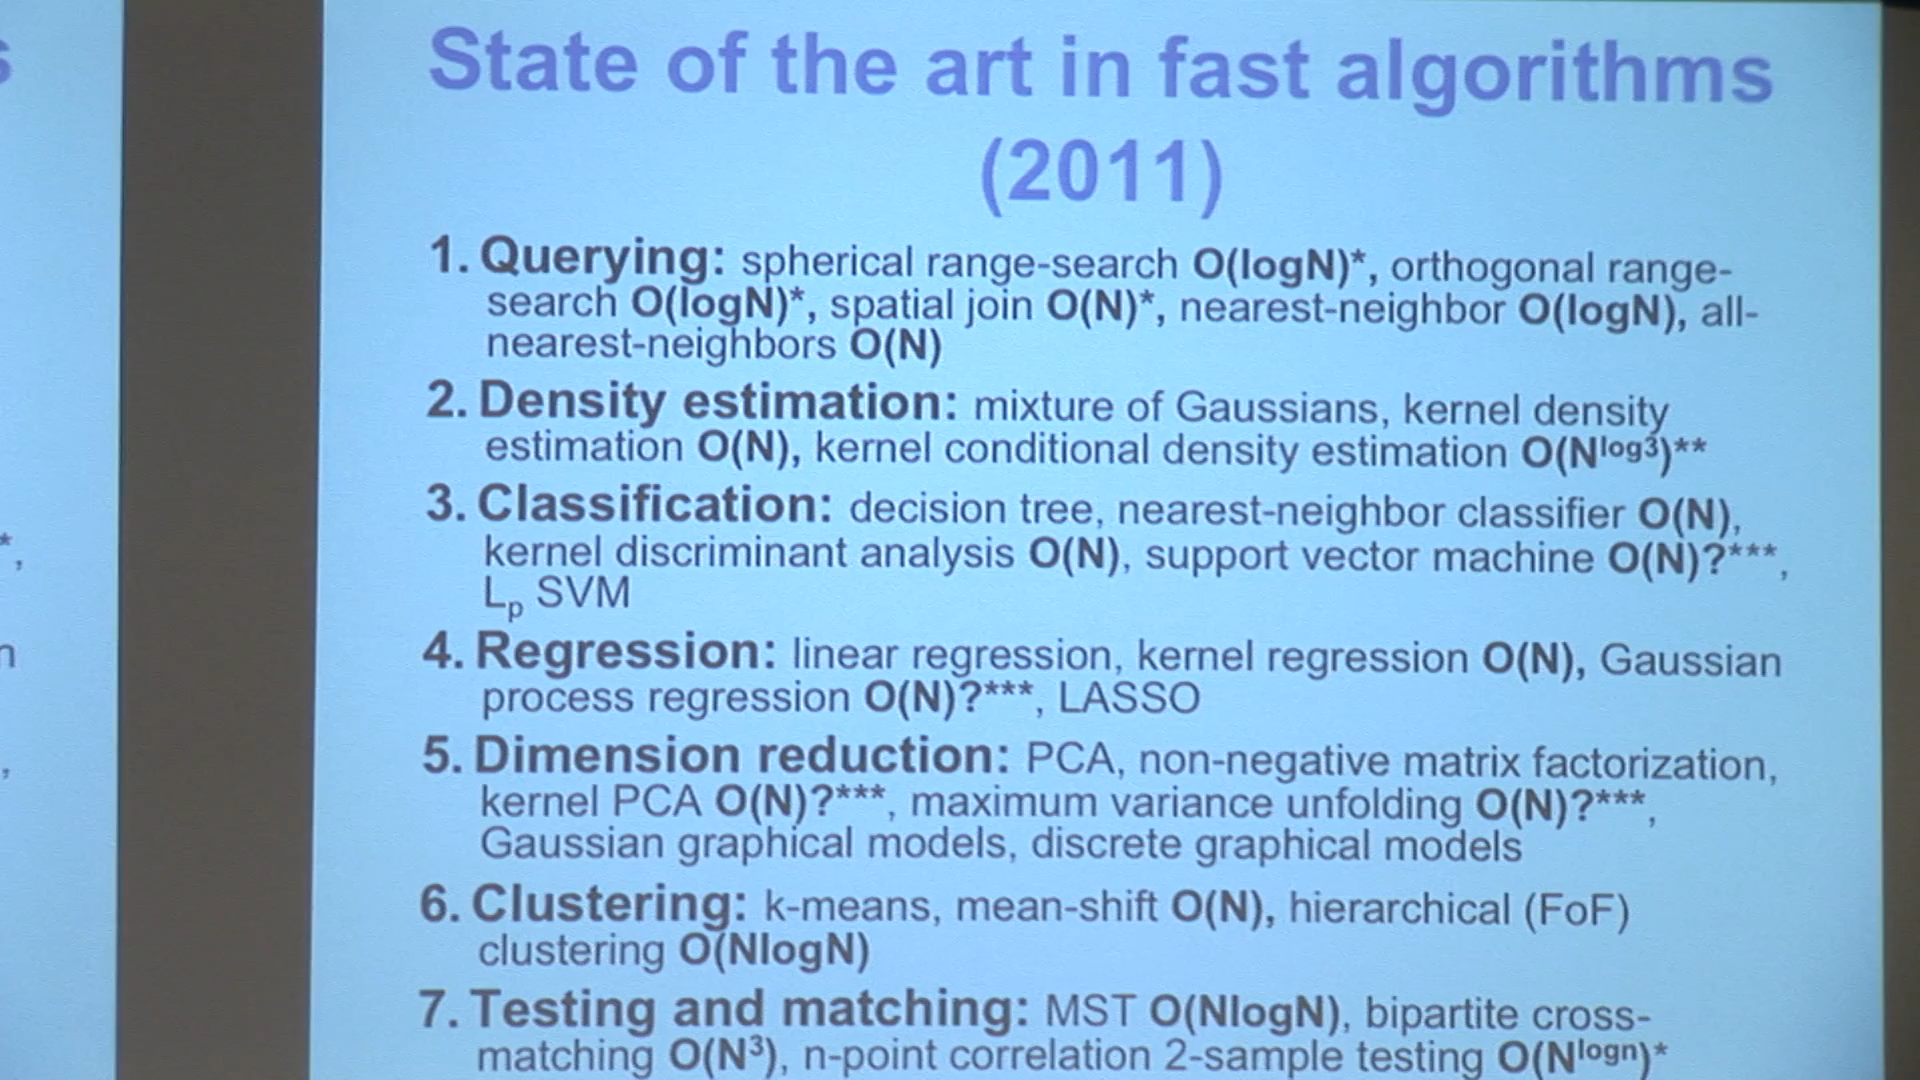 State of the art in fast algorithms
(2011)
1. Querying: spherical range-search O(logN)*, orthogonal range-
search O(logN)*, spatial join O(N)*, nearest-neighbor O(logN), all-
nearest-neighbors O(N)
2. Density estimation: mixture of Gaussians, kernel density
estimation O(N), kernel conditional density estimation O(N^log3)**
3. Classification: decision tree, nearest-neighbor classifier O(N),
kernel discriminant analysis O(N), support vector machine O(N)?***,
Lp SVM
4. Regression: linear regression, kernel regression O(N), Gaussian
process regression O(N)?***, LASSO
5. Dimension reduction: PCA, non-negative matrix factorization,
kernel PCA O(N)?***, maximum variance unfolding O(N)?***,
Gaussian graphical models, discrete graphical models
6. Clustering: k-means, mean-shift O(N), hierarchical (FoF)
clustering O(NlogN)
7. Testing and matching: MST O(NlogN), bipartite cross-
matching O(N³), n-point correlation 2-sample testing O(N^logn)*